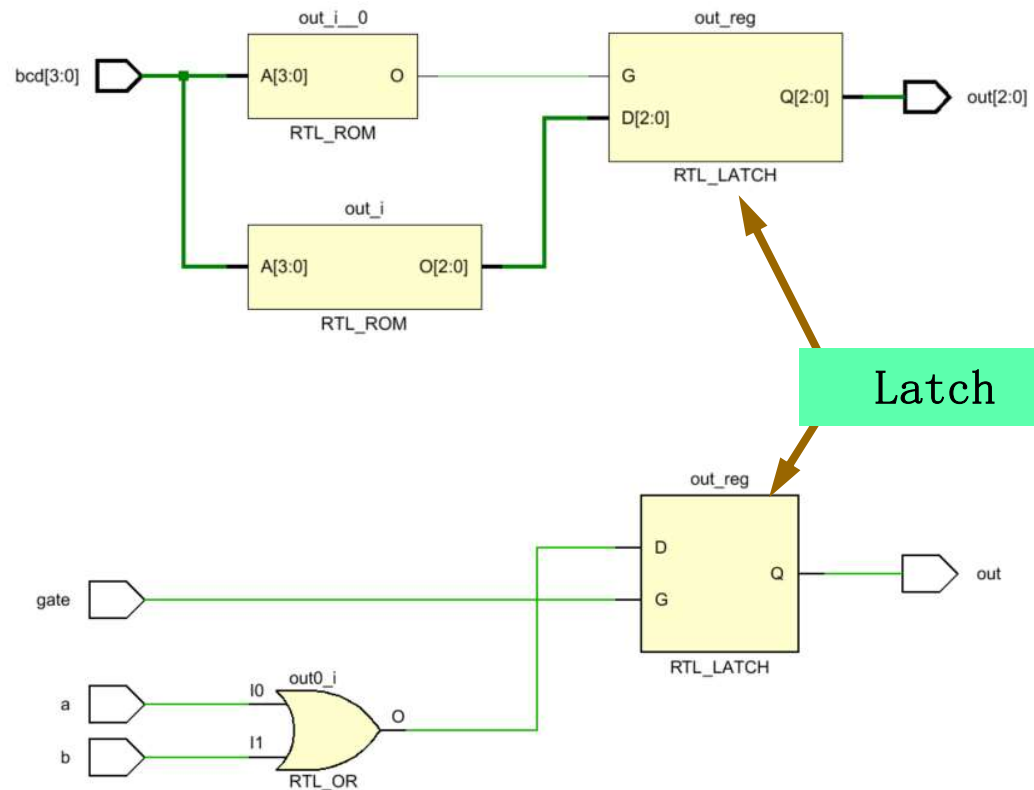 out_i__0
out_reg
bcd[3:0]
A[3:0]
O
G
D[2:0]
Q[2:0]
out[2:0]
RTL_ROM
RTL_LATCH
out_i
A[3:0]
O[2:0]
RTL_ROM
Latch
out_reg
D
G
Q
out
gate
RTL_LATCH
a
b
out0_i
I0
I1
O
RTL_OR